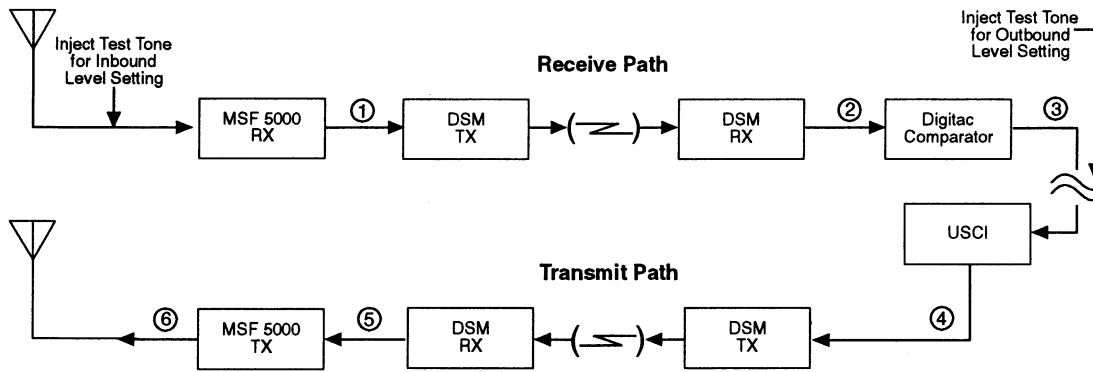 Inject Test Tone
for Inbound
Level Setting
Inject Test Tone
for Outbound
Level Setting
Receive Path
MSF 5000
RX
①
DSM
TX
DSM
RX
②
Digitac
Comparator
③
USCI
Transmit Path
⑥
MSF 5000
TX
⑤
DSM
RX
DSM
TX
④